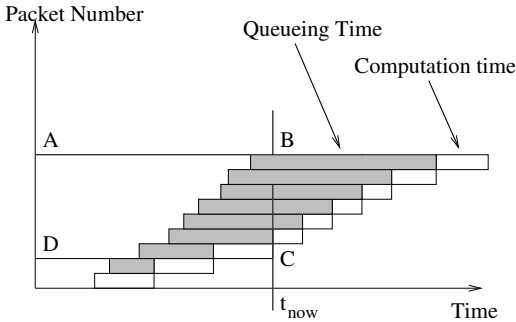 Packet Number
Queueing Time
Computation time
A
B
D
C
t_now
Time